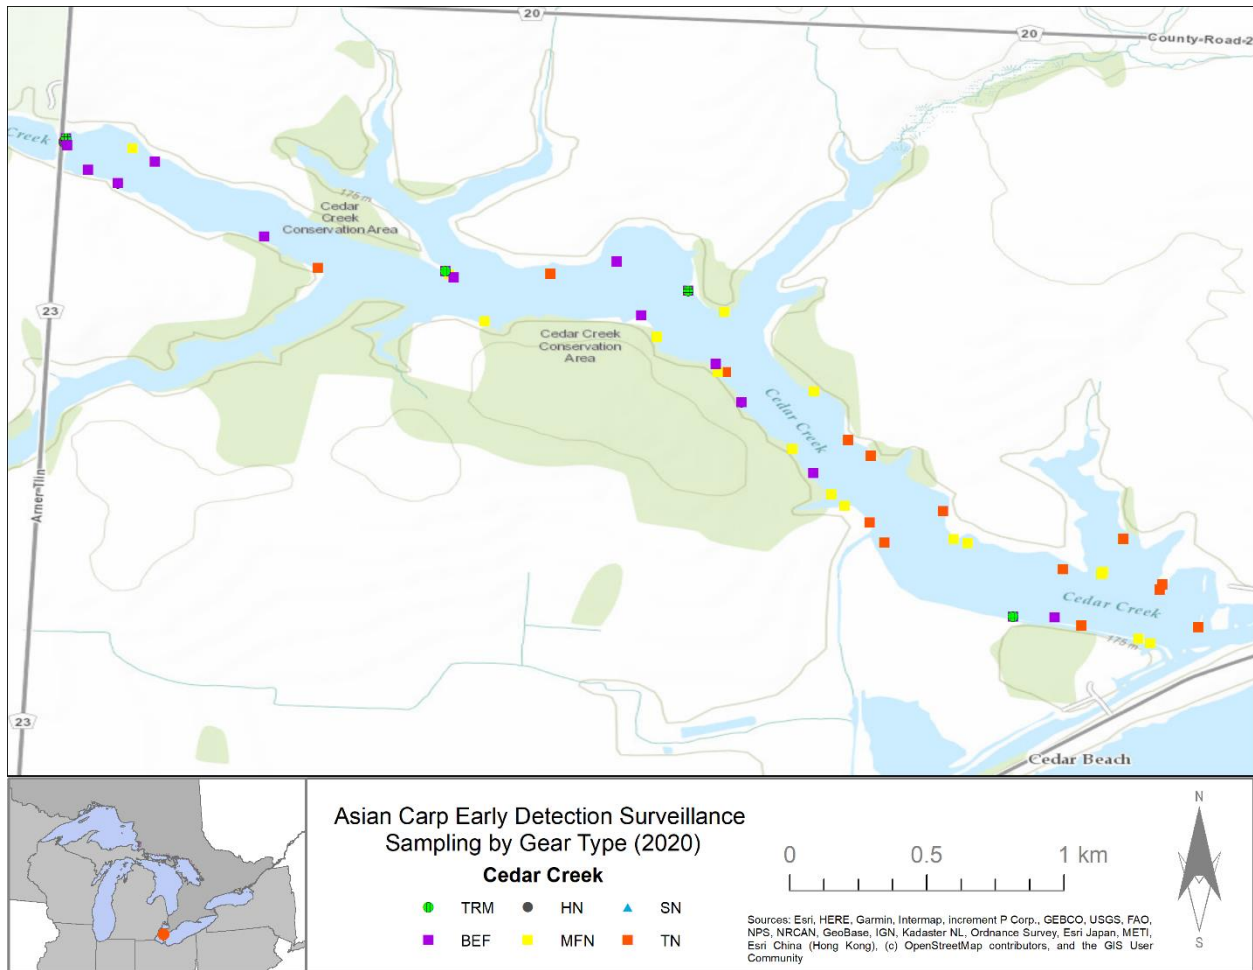 20
20
County-Road-2
Creek
175 m
Cedar
Creek
Conservation Area
23
Cedar Creek
Conservation
Area
Cedar Creek
Arner-Tlin
Cedar Creek
175 m
23
Cedar Beach
Asian Carp Early Detection Surveillance
Sampling by Gear Type (2020)
Cedar Creek
TRM HN SN
BEF MFN TN
0 0.5 1 km
Sources: Esri, HERE, Garmin, Intermap, increment P Corp., GEBCO, USGS, FAO,
NPS, NRCAN, GeoBase, IGN, Kadaster NL, Ordnance Survey, Esri Japan, METI,
Esri China (Hong Kong), (c) OpenStreetMap contributors, and the GIS User
Community
N
S